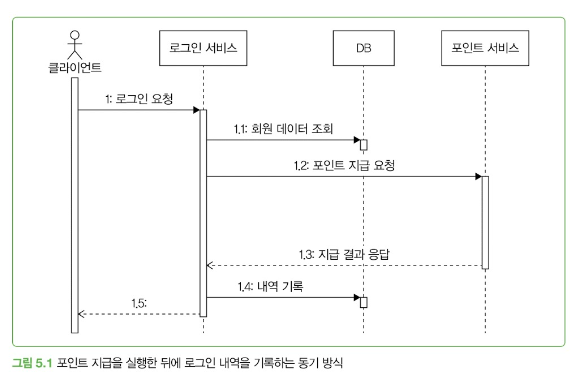 로그인 서비스
DB
포인트 서비스
클라이언트
1: 로그인 요청
1.1: 회원 데이터 조회
1.2: 포인트 지급 요청
1.3: 지급 결과 응답
1.4: 내역 기록
1.5:
그림 5.1 포인트 지급을 실행한 뒤에 로그인 내역을 기록하는 동기 방식